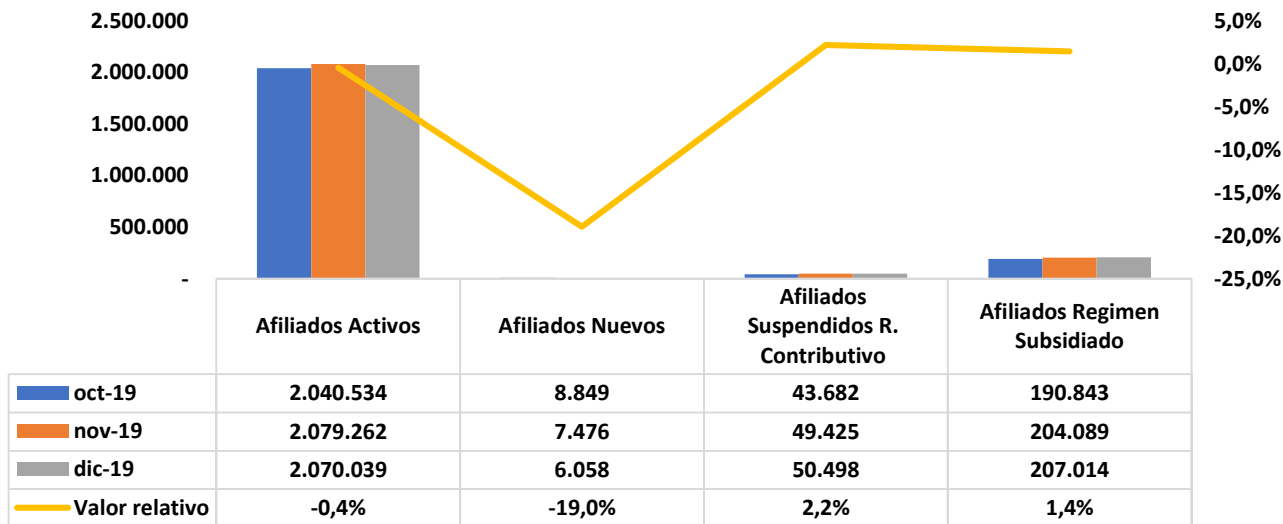 2.500.000
2.000.000
1.500.000
1.000.000
500.000
-
5,0%
0,0%
-5,0%
-10,0%
-15,0%
-20,0%
-25,0%
Afiliados Activos
Afiliados Nuevos
Afiliados
Suspendidos R.
Contributivo
Afiliados Regimen
Subsidiado
oct-19 2.040.534 8.849 43.682 190.843
nov-19 2.079.262 7.476 49.425 204.089
dic-19 2.070.039 6.058 50.498 207.014
Valor relativo -0,4% -19,0% 2,2% 1,4%